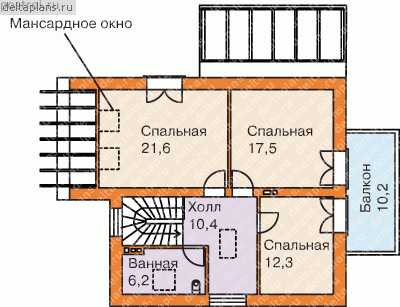 dekaplans.ru
Мансардное окно
Спальная
21,6
Спальная
17,5
Балкон
10,2
Холл
10,4
Спальная
12,3
Ванная
6,2